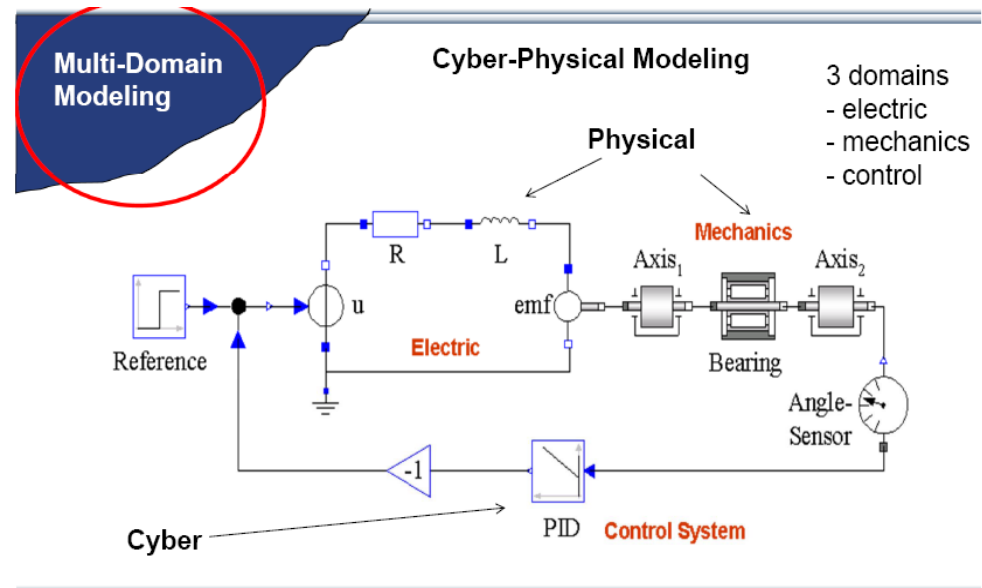 Multi-Domain
Modeling
Cyber-Physical Modeling
3 domains
- electric
- mechanics
- control
Physical
R
L
Mechanics
Axis₁
Axis₂
u
emf
Electric
Reference
Bearing
Angle-
Sensor
-1
PID
Control System
Cyber